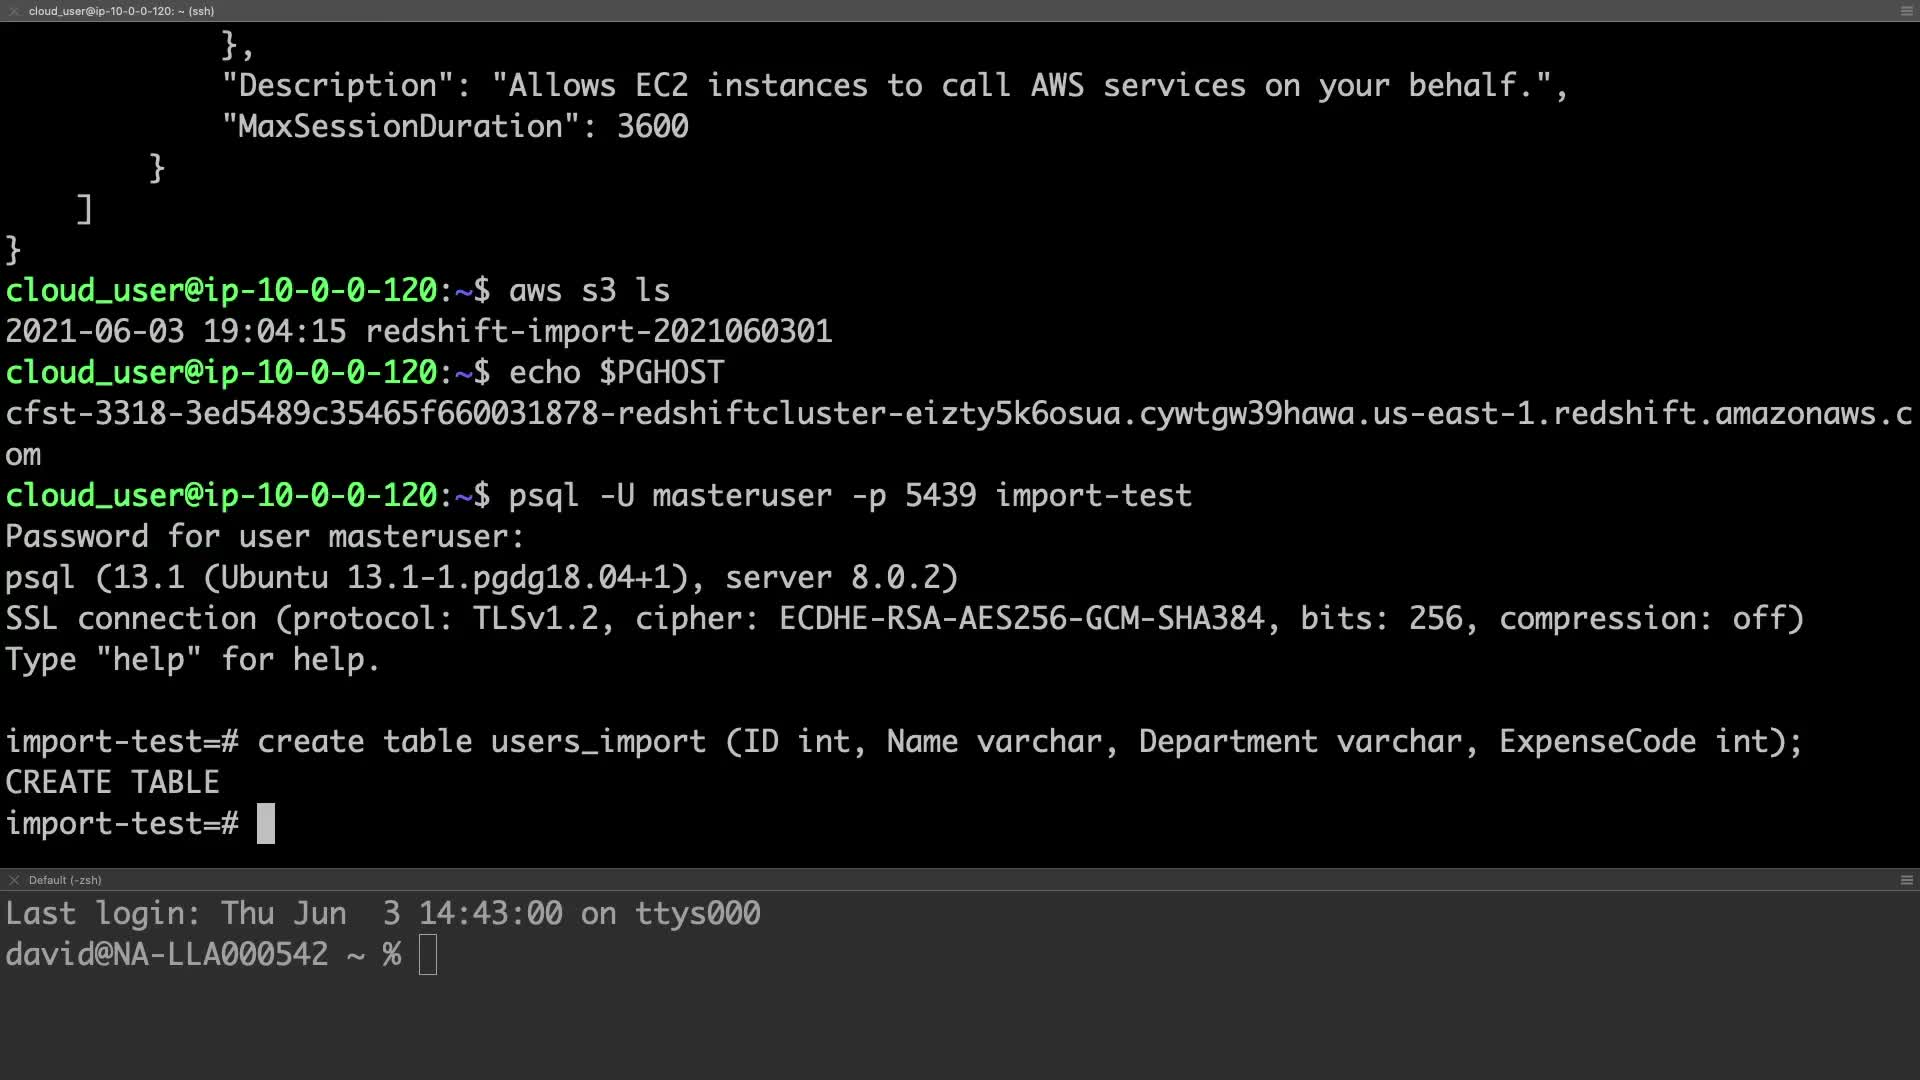 cloud_user@ip-10-0-0-120: ~ (ssh)
},
"Description": "Allows EC2 instances to call AWS services on your behalf.",
"MaxSessionDuration": 3600
}
]
}
cloud_user@ip-10-0-0-120:~$ aws s3 ls
2021-06-03 19:04:15 redshift-import-2021060301
cloud_user@ip-10-0-0-120:~$ echo $PGHOST
cfst-3318-3ed5489c35465f660031878-redshiftcluster-eizty5k6osua.cywtgw39hawa.us-east-1.redshift.amazonaws.c
om
cloud_user@ip-10-0-0-120:~$ psql -U masteruser -p 5439 import-test
Password for user masteruser:
psql (13.1 (Ubuntu 13.1-1.pgdg18.04+1), server 8.0.2)
SSL connection (protocol: TLSv1.2, cipher: ECDHE-RSA-AES256-GCM-SHA384, bits: 256, compression: off)
Type "help" for help.
import-test=# create table users_import (ID int, Name varchar, Department varchar, ExpenseCode int);
CREATE TABLE
import-test=#
Default (-zsh)
Last login: Thu Jun  3 14:43:00 on ttys000
david@NA-LLA000542 ~ %